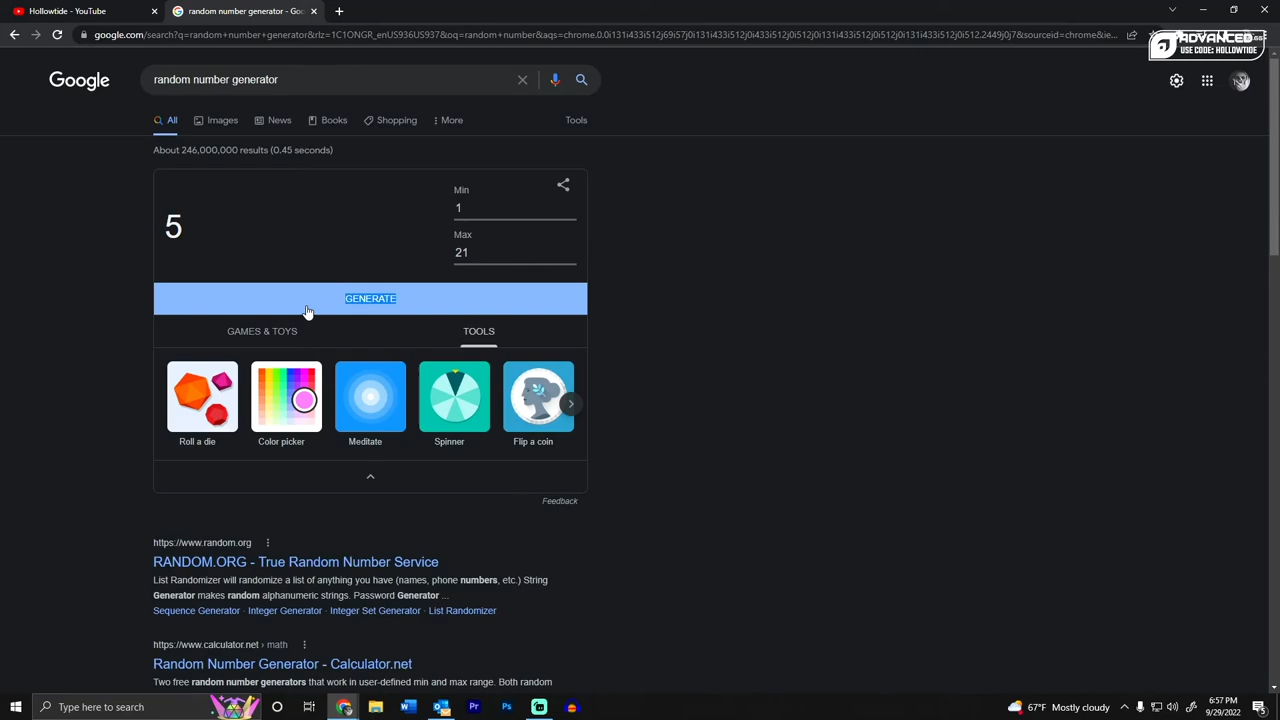 Hollowtide - YouTube
random number generator - Goo
google.com/search?q=random+number+generator&rlz=1C1ONGR_enUS936US937&oq=random+number+&aqs=chrome.0.0i131i433i512j69i57j0i131i433i512j0i433i512j0i131i433i512j0i433i512j0i131i433i512j0i512.2449j0j7&sourceid=chrome&ie...
ADVANCED.GG
USE CODE: HOLLOWTIDE
Google
random number generator
All
Images
News
Books
Shopping
More
Tools
About 246,000,000 results (0.45 seconds)
5
Min
1
Max
21
GENERATE
GAMES & TOYS
TOOLS
Roll a die
Color picker
Meditate
Spinner
Flip a coin
Feedback
https://www.random.org
RANDOM.ORG - True Random Number Service
List Randomizer will randomize a list of anything you have (names, phone numbers, etc.) String
Generator makes random alphanumeric strings. Password Generator ...
Sequence Generator · Integer Generator · Integer Set Generator · List Randomizer
https://www.calculator.net › math
Random Number Generator - Calculator.net
Two free random number generators that work in user-defined min and max range. Both random
Type here to search
Pr
Ps
67°F Mostly cloudy
6:57 PM
9/29/2022